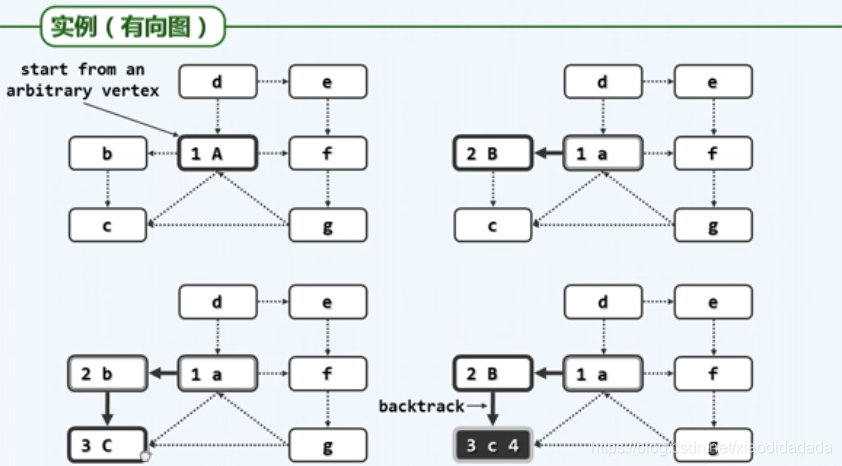 实例（有向图）
start from an
arbitrary vertex
d e
b 1 A f
c g
d e
2 B 1 a f
c g
d e
2 b 1 a f
3 C g
d e
2 B 1 a f
backtrack
3 c 4 g
https://blog.csdn.net/xiaodidadada